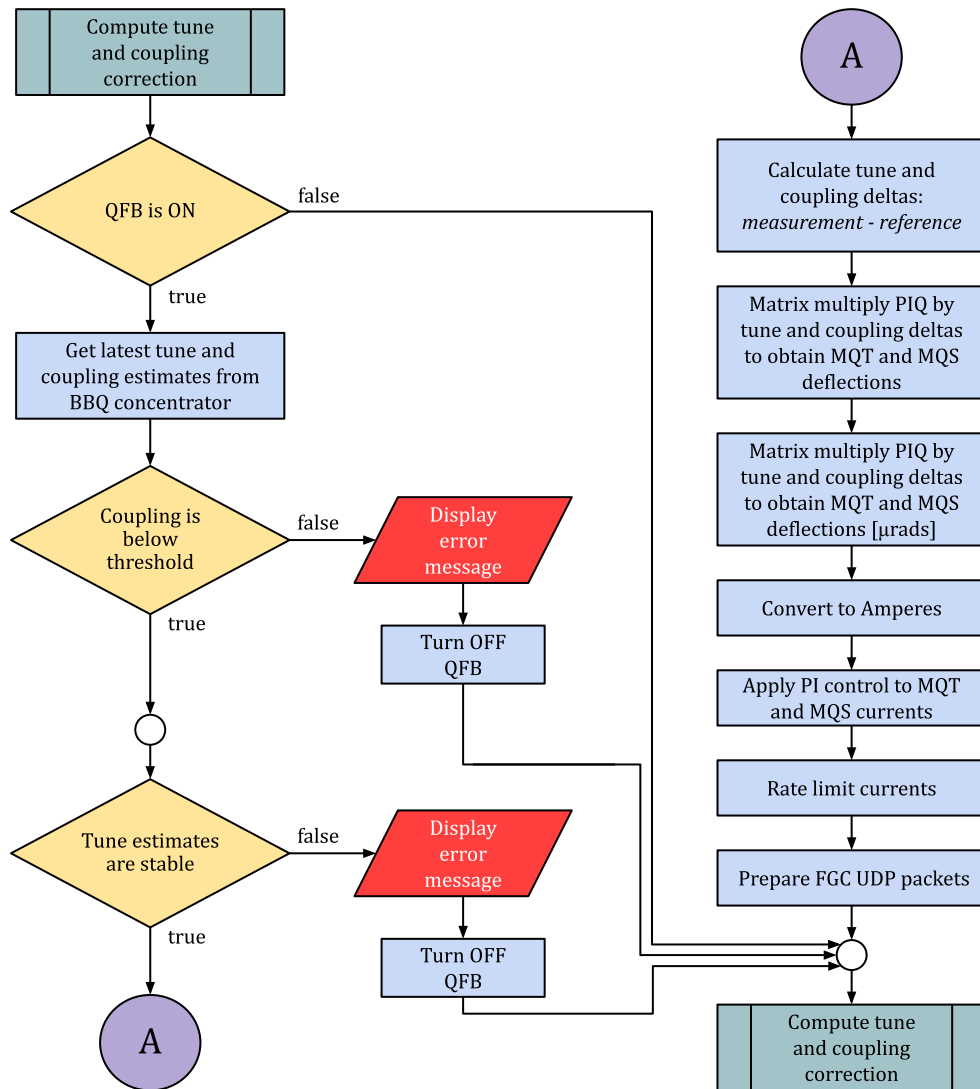 Compute tune
and coupling
correction
QFB is ON
false
true
Get latest tune and
coupling estimates from
BBQ concentrator
Coupling is
below
threshold
false
true
Display
error
message
Turn OFF
QFB
Tune estimates
are stable
false
true
Display
error
message
Turn OFF
QFB
A
A
Calculate tune and
coupling deltas:
measurement - reference
Matrix multiply PIQ by
tune and coupling deltas
to obtain MQT and MQS
deflections
Matrix multiply PIQ by
tune and coupling deltas
to obtain MQT and MQS
deflections [μrads]
Convert to Amperes
Apply PI control to MQT
and MQS currents
Rate limit currents
Prepare FGC UDP packets
Compute tune
and coupling
correction